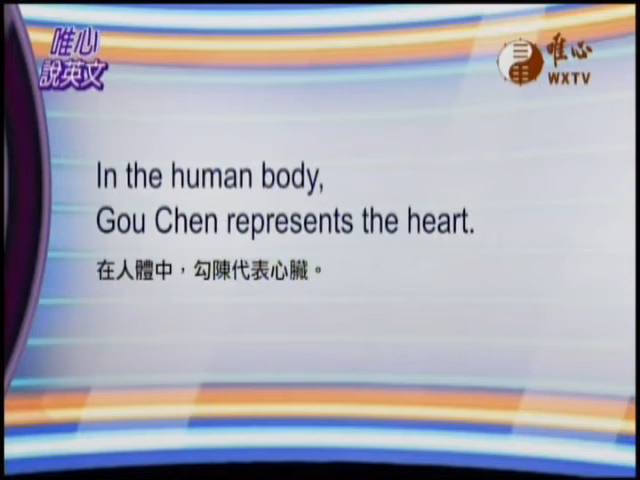 唯心
說英文
唯心
WXTV
In the human body,
Gou Chen represents the heart.
在人體中，勾陳代表心臟。